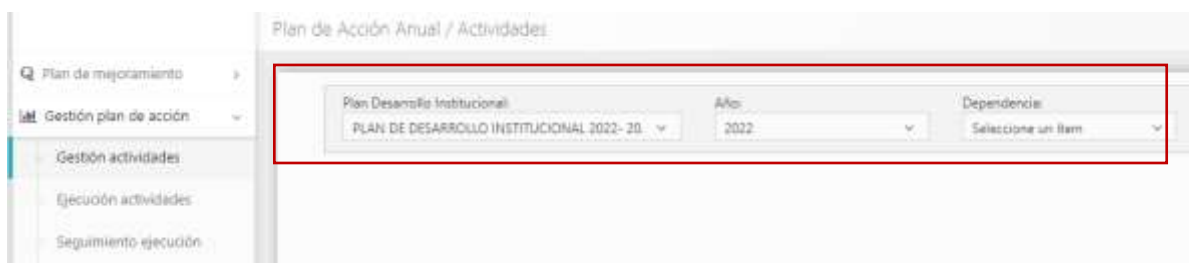 Plan de Acción Anual / Actividades
Plan de mejoramiento
Gestión plan de acción
Gestión actividades
Ejecución actividades
Seguimiento ejecución
Plan Desarrollo Institucional: Año: Dependencia:
PLAN DE DESARROLLO INSTITUCIONAL 2022- 20 2022 Seleccione un Item